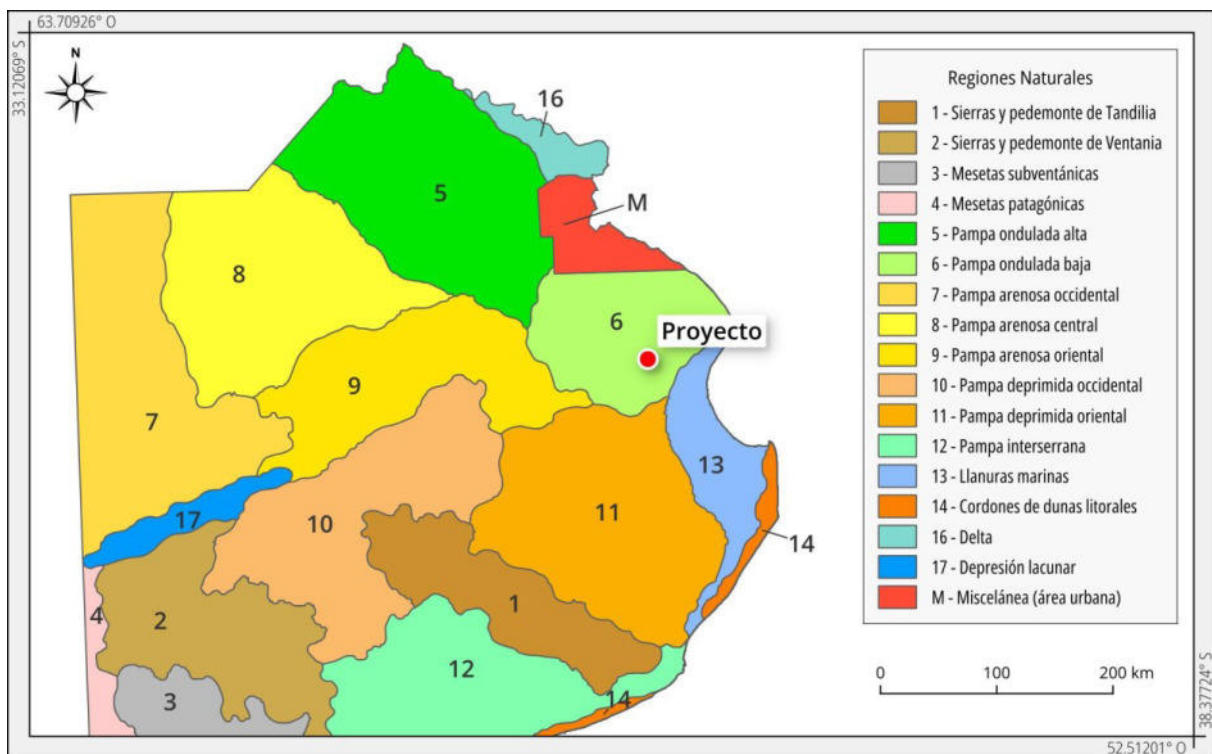 63.70926° O
33.12069° S
N
16
5
M
8
6
Proyecto
9
7
13
17
10
11
14
4
2
1
12
3
14
Regiones Naturales
1 - Sierras y pedemonte de Tandilia
2 - Sierras y pedemonte de Ventania
3 - Mesetas subventánicas
4 - Mesetas patagónicas
5 - Pampa ondulada alta
6 - Pampa ondulada baja
7 - Pampa arenosa occidental
8 - Pampa arenosa central
9 - Pampa arenosa oriental
10 - Pampa deprimida occidental
11 - Pampa deprimida oriental
12 - Pampa interserrana
13 - Llanuras marinas
14 - Cordones de dunas litorales
16 - Delta
17 - Depresión lacunar
M - Miscelánea (área urbana)
0 100 200 km
38.37724° S
52.51201° O